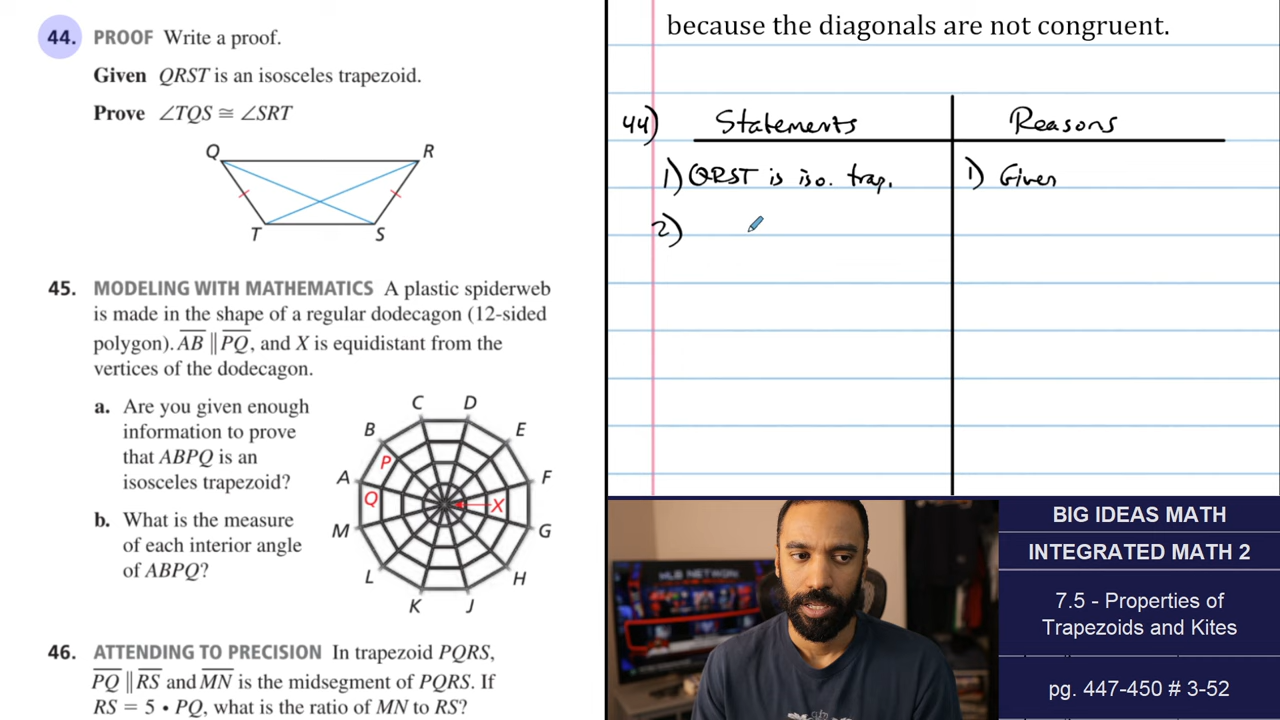 44. PROOF Write a proof.
Given QRST is an isosceles trapezoid.
Prove ∠TQS ≅ ∠SRT
Q
R
T
S
45. MODELING WITH MATHEMATICS A plastic spiderweb
is made in the shape of a regular dodecagon (12-sided
polygon). A̅B̅ ∥ P̅Q̅, and X is equidistant from the
vertices of the dodecagon.
a. Are you given enough
information to prove
that ABPQ is an
isosceles trapezoid?
b. What is the measure
of each interior angle
of ABPQ?
C
D
B
E
P
A
F
Q
X
M
G
L
H
K
J
46. ATTENDING TO PRECISION In trapezoid PQRS,
P̅Q̅ ∥ R̅S̅ and M̅N̅ is the midsegment of PQRS. If
RS = 5 • PQ, what is the ratio of MN to RS?
because the diagonals are not congruent.
44) Statements Reasons
1) QRST is iso. trap. 1) Given
2)
BIG IDEAS MATH
INTEGRATED MATH 2
7.5 - Properties of
Trapezoids and Kites
pg. 447-450 # 3-52